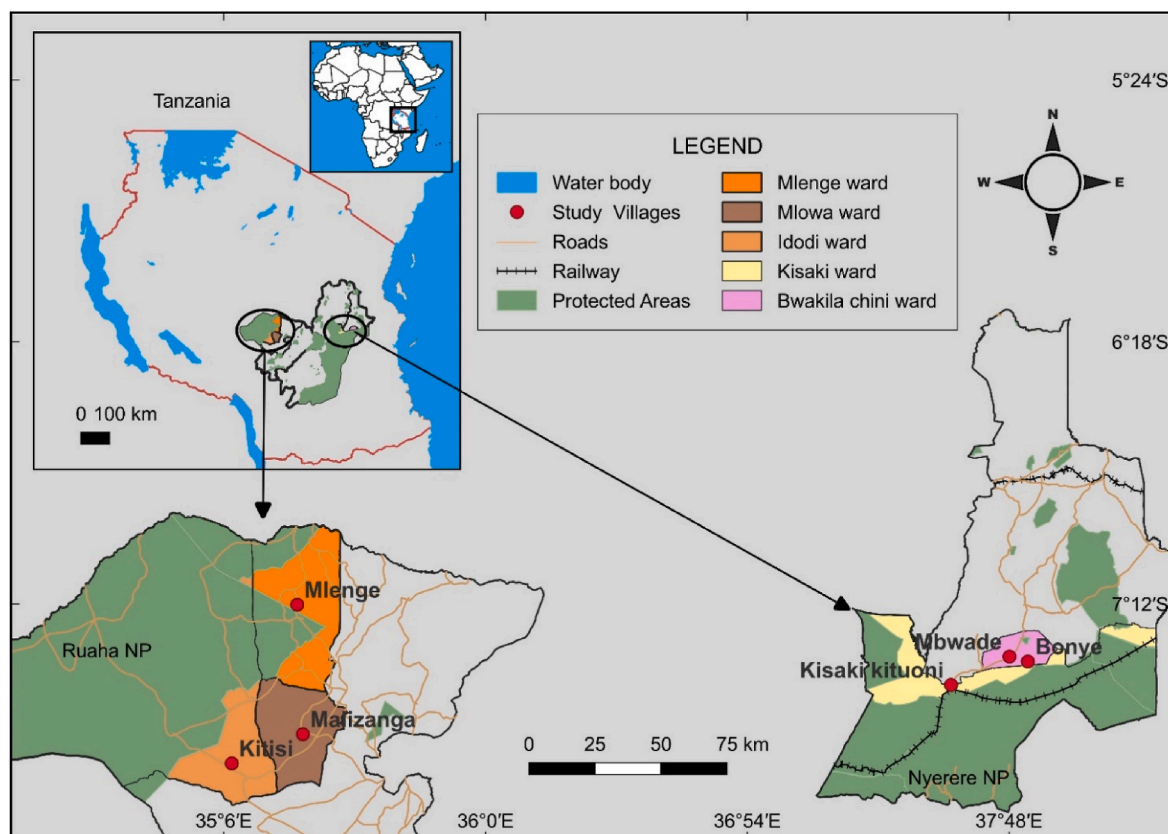 Tanzania
0 100 km
LEGEND
Water body
Study Villages
Roads
Railway
Protected Areas
Mlenge ward
Mlowa ward
Idodi ward
Kisaki ward
Bwakila chini ward
N
W
E
S
5°24′S
6°18′S
7°12′S
Ruaha NP
Mlenge
Mafizanga
Kitisi
Mbwade
Bonye
Kisaki kituoni
Nyerere NP
0 25 50 75 km
35°6′E
36°0′E
36°54′E
37°48′E